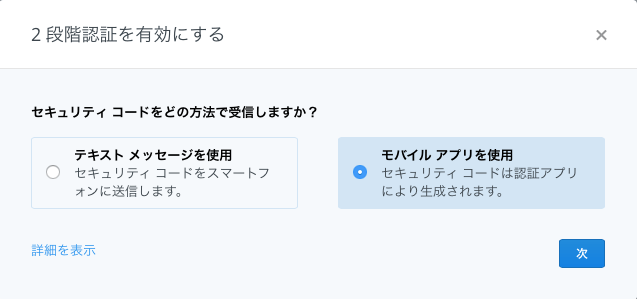 2 段階認証を有効にする
×
セキュリティ コードをどの方法で受信しますか？
テキスト メッセージを使用
セキュリティ コードをスマートフ
ォンに送信します。
モバイル アプリを使用
セキュリティ コードは認証アプリ
により生成されます。
詳細を表示
次